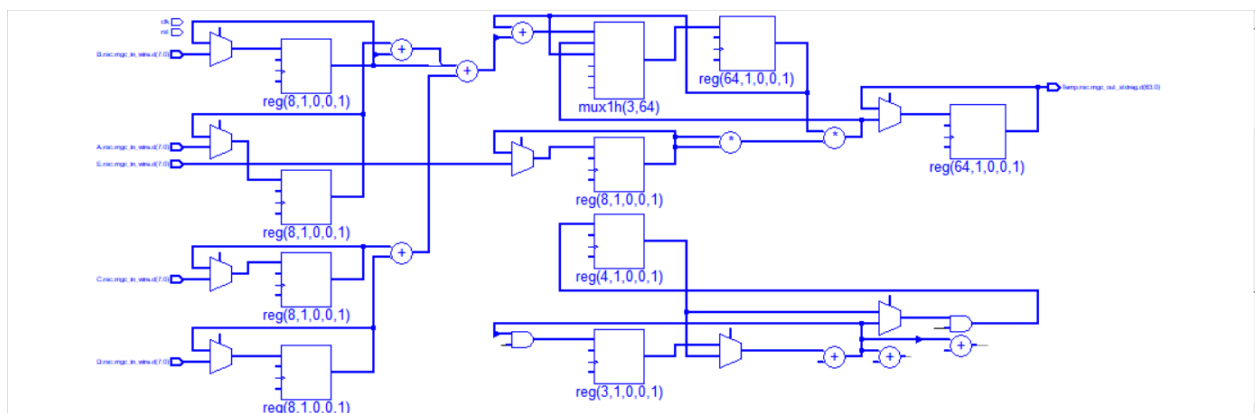 clk
rst
B.rsc.mgc_in_wire.d(7:0)
reg(8,1,0,0,1)
+
+
+
mux1h(3,64)
reg(64,1,0,0,1)
A.rsc.mgc_in_wire.d(7:0)
E.rsc.mgc_in_wire.d(7:0)
reg(8,1,0,0,1)
reg(8,1,0,0,1)
*
*
reg(64,1,0,0,1)
C.rsc.mgc_in_wire.d(7:0)
reg(8,1,0,0,1)
+
reg(4,1,0,0,1)
D.rsc.mgc_in_wire.d(7:0)
reg(8,1,0,0,1)
reg(3,1,0,0,1)
+
+
+